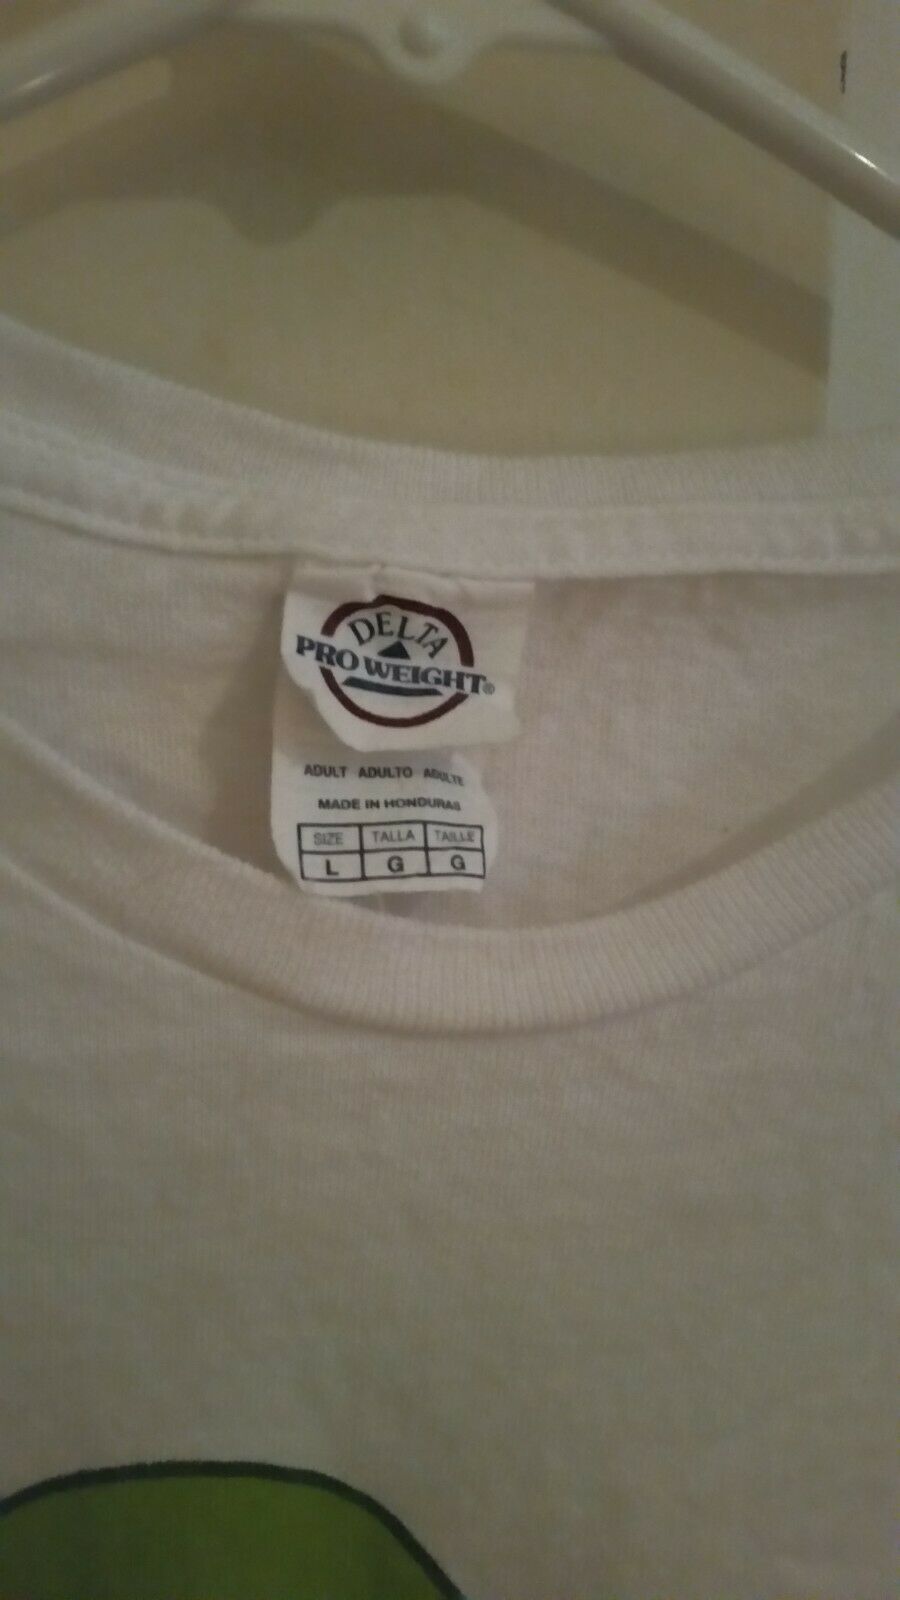 DELTA
PRO WEIGHT®
ADULT ADULTO ADULTE
MADE IN HONDURAS
SIZE TALLA TAILLE
L G G